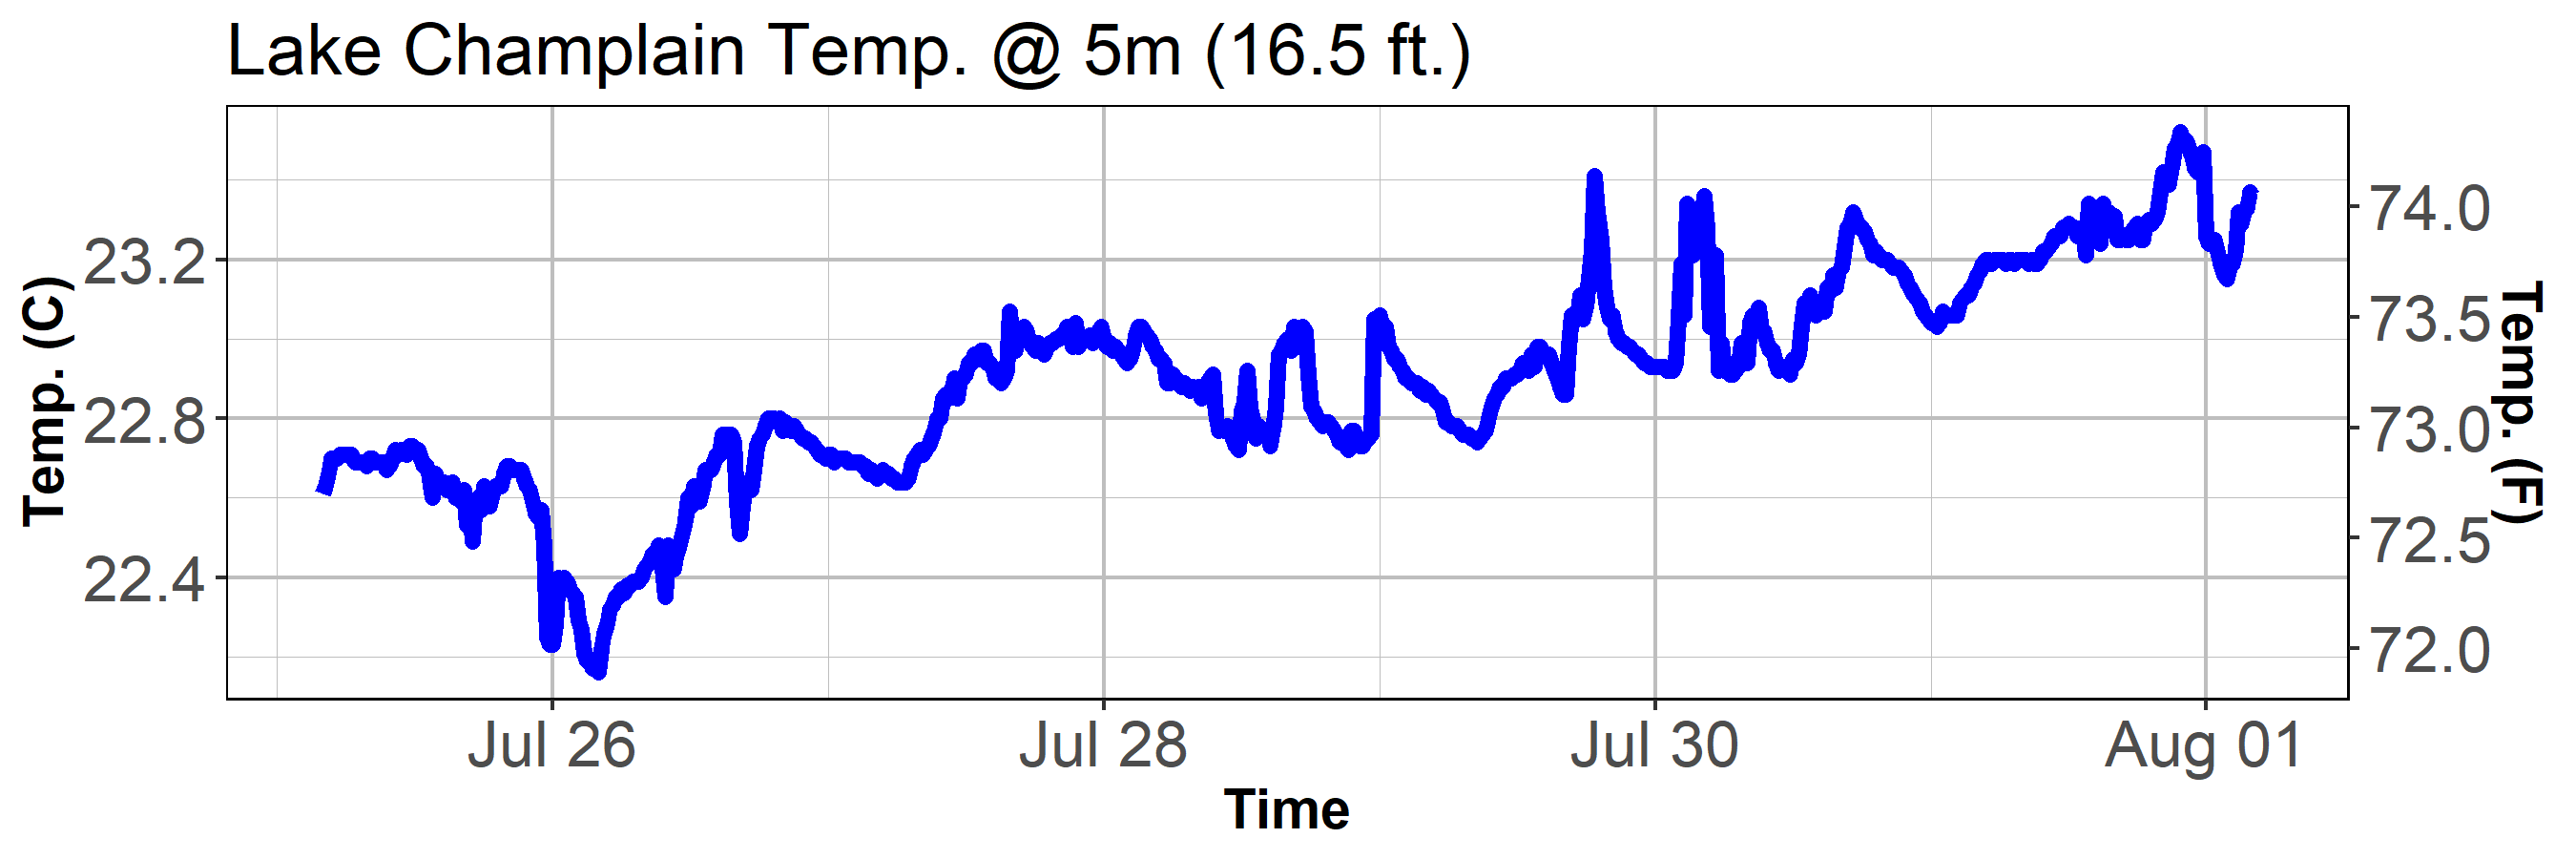 Lake Champlain Temp. @ 5m (16.5 ft.)
Temp. (C)
23.2
22.8
22.4
74.0
73.5
73.0
72.5
72.0
Temp. (F)
Jul 26 Jul 28 Jul 30 Aug 01
Time